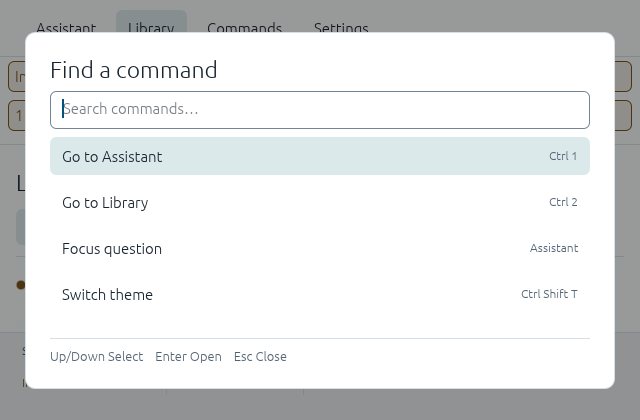 Assistant Library Commands Settings
Find a command
Search commands...
Go to Assistant Ctrl 1
Go to Library Ctrl 2
Focus question Assistant
Switch theme Ctrl Shift T
Up/Down Select Enter Open Esc Close